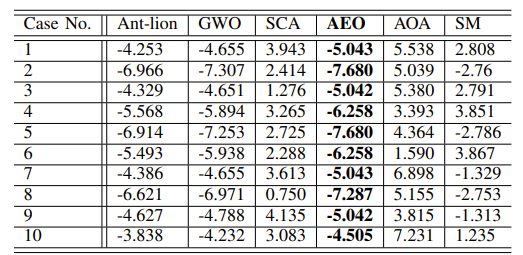 Case No. Ant-lion GWO SCA AEO AOA SM
1 -4.253 -4.655 3.943 -5.043 5.538 2.808
2 -6.966 -7.307 2.414 -7.680 5.039 -2.76
3 -4.329 -4.651 1.276 -5.042 5.380 2.791
4 -5.568 -5.894 3.265 -6.258 3.393 3.851
5 -6.914 -7.253 2.725 -7.680 4.364 -2.786
6 -5.493 -5.938 2.288 -6.258 1.590 3.867
7 -4.386 -4.655 3.613 -5.043 6.898 -1.329
8 -6.621 -6.971 0.750 -7.287 5.155 -2.753
9 -4.627 -4.788 4.135 -5.042 3.815 -1.313
10 -3.838 -4.232 3.083 -4.505 7.231 1.235